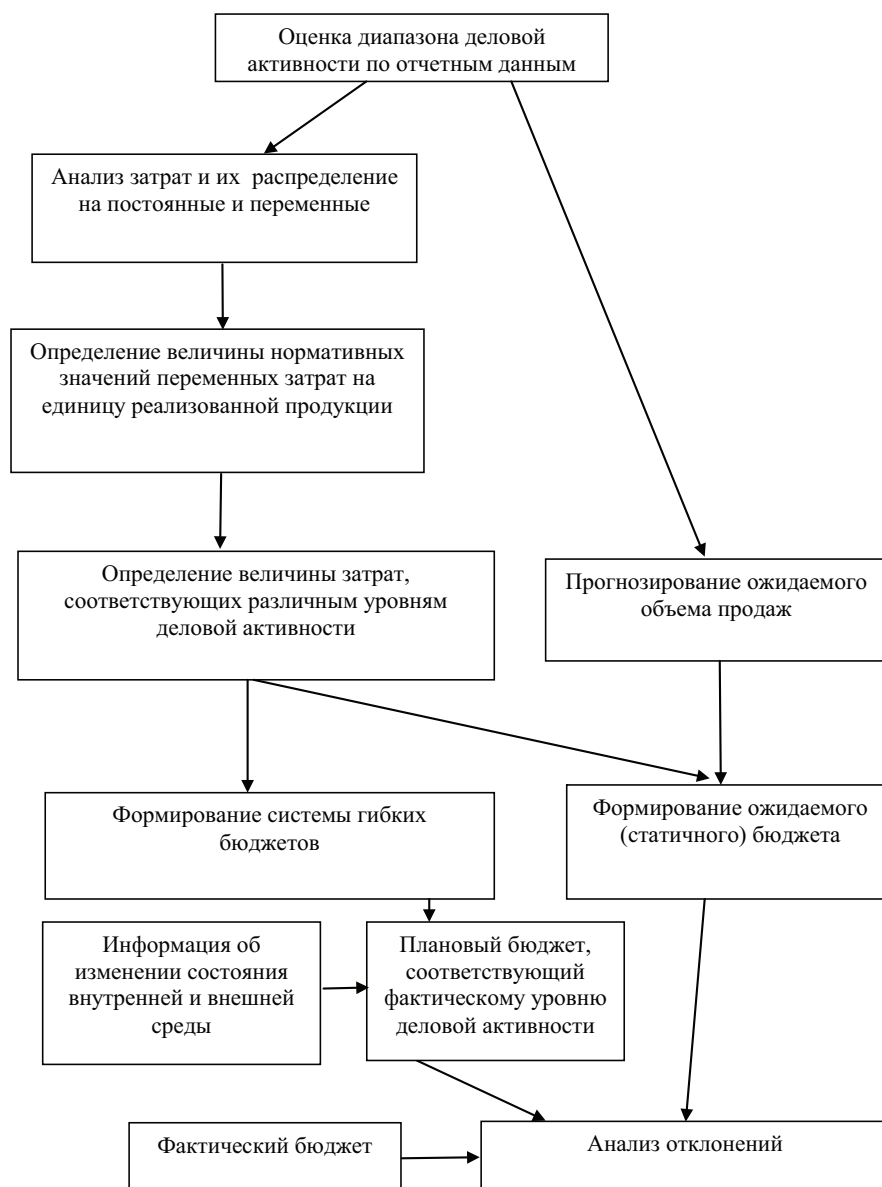 Оценка диапазона деловой
активности по отчетным данным
Анализ затрат и их распределение
на постоянные и переменные
Определение величины нормативных
значений переменных затрат на
единицу реализованной продукции
Определение величины затрат,
соответствующих различным уровням
деловой активности
Прогнозирование ожидаемого
объема продаж
Формирование системы гибких
бюджетов
Формирование ожидаемого
(статичного) бюджета
Информация об
изменении состояния
внутренней и внешней
среды
Плановый бюджет,
соответствующий
фактическому уровню
деловой активности
Фактический бюджет
Анализ отклонений